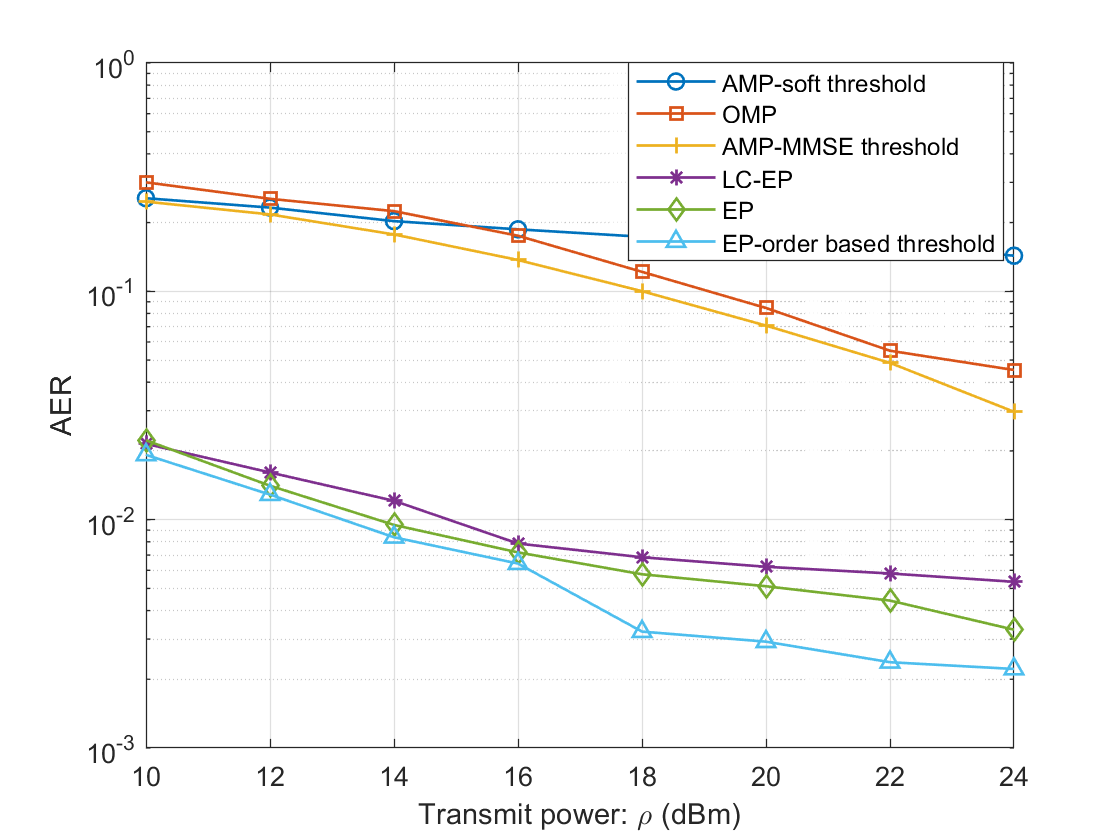 10^0
10^-1
10^-2
10^-3
AER
AMP-soft threshold
OMP
AMP-MMSE threshold
LC-EP
EP
EP-order based threshold
10 12 14 16 18 20 22 24
Transmit power: ρ (dBm)